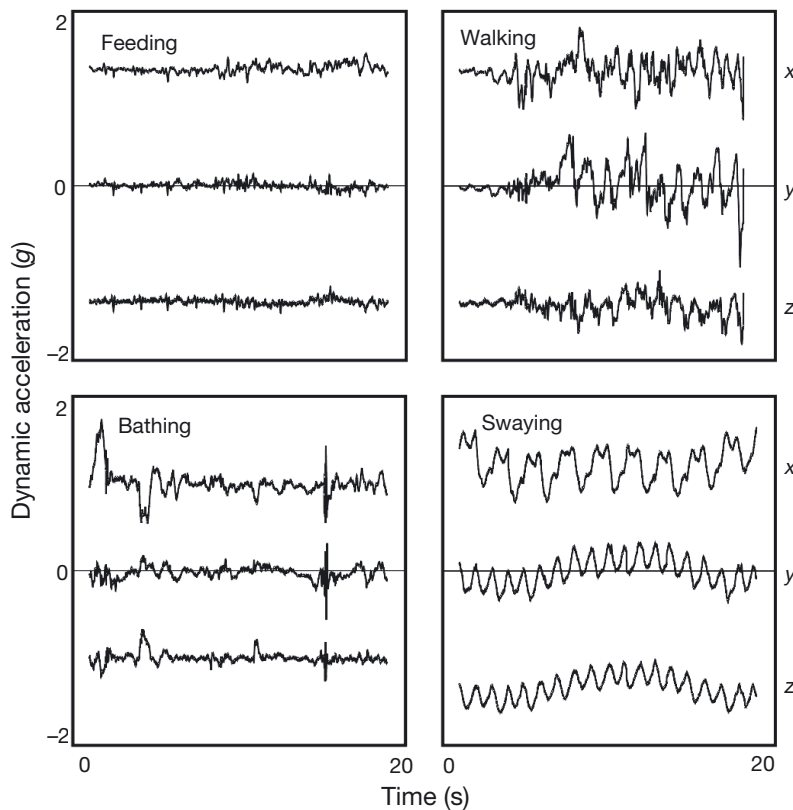 Dynamic acceleration (g)
2
Feeding
0
–2
Walking
x
y
z
2
Bathing
0
–2
Swaying
x
y
z
0
20
0
20
Time (s)